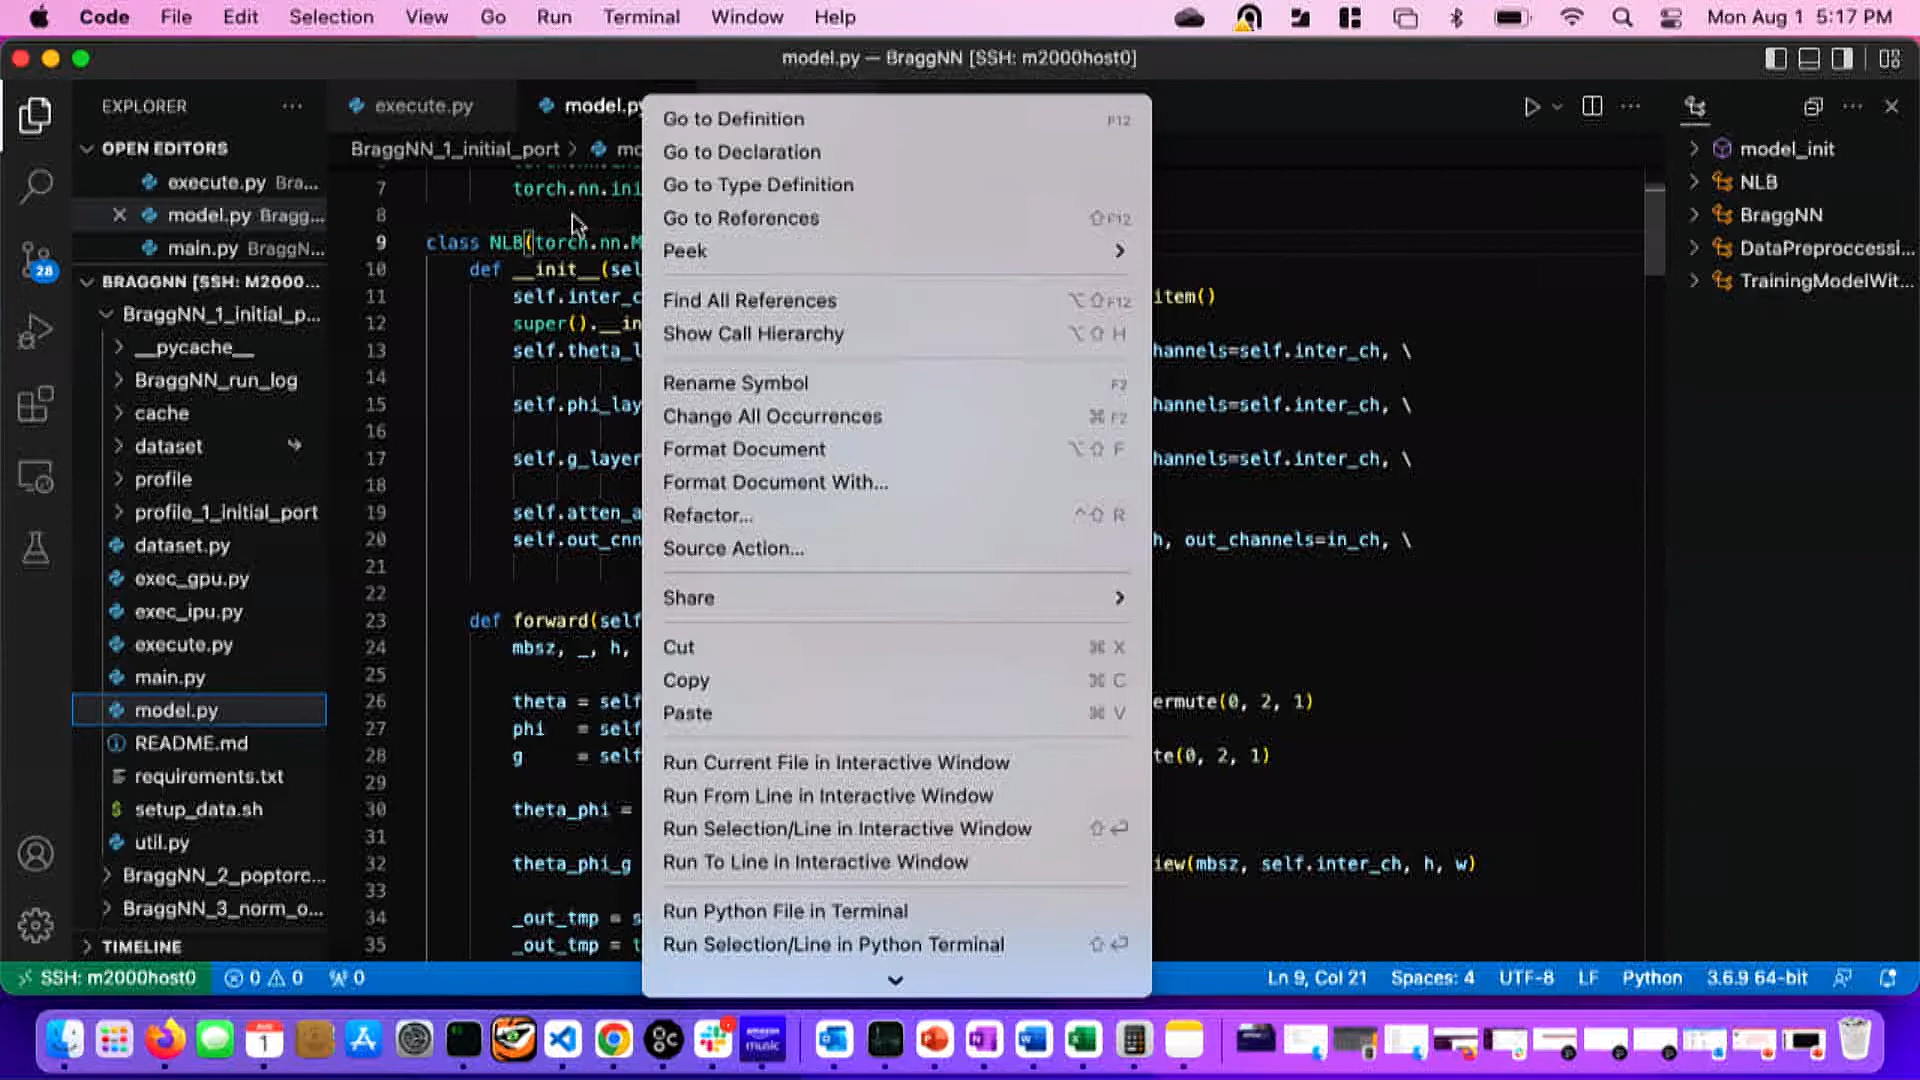 Code File Edit Selection View Go Run Terminal Window Help Mon Aug 1 5:17 PM
model.py — BraggNN [SSH: m2000host0]
EXPLORER
OPEN EDITORS
execute.py Bra...
model.py Bragg...
main.py BraggN...
BRAGGNN [SSH: M2000...
BraggNN_1_initial_p...
__pycache__
BraggNN_run_log
cache
dataset
profile
profile_1_initial_port
dataset.py
exec_gpu.py
exec_ipu.py
execute.py
main.py
model.py
README.md
requirements.txt
setup_data.sh
util.py
BraggNN_2_poptorc...
BraggNN_3_norm_o...
TIMELINE
28
execute.py model.py
BraggNN_1_initial_port >
7 torch.nn.ini
8
9 class NLB(torch.nn.M
10 def __init__(sel
11 self.inter_c item()
12 super().__in
13 self.theta_l hannels=self.inter_ch, \
14
15 self.phi_lay hannels=self.inter_ch, \
16
17 self.g_layer hannels=self.inter_ch, \
18
19 self.atten_a
20 self.out_cnn h, out_channels=in_ch, \
21
22
23 def forward(self
24 mbsz, _, h,
25
26 theta = self ermute(0, 2, 1)
27 phi = self
28 g = self te(0, 2, 1)
29
30 theta_phi =
31
32 theta_phi_g iew(mbsz, self.inter_ch, h, w)
33
34 _out_tmp = s
35 _out_tmp = t
Go to Definition F12
Go to Declaration
Go to Type Definition
Go to References ⇧F12
Peek
Find All References ⌥⇧F12
Show Call Hierarchy ⌥⇧ H
Rename Symbol F2
Change All Occurrences ⌘ F2
Format Document ⌥⇧ F
Format Document With...
Refactor... ^⇧ R
Source Action...
Share
Cut ⌘ X
Copy ⌘ C
Paste ⌘ V
Run Current File in Interactive Window
Run From Line in Interactive Window
Run Selection/Line in Interactive Window ⇧⏎
Run To Line in Interactive Window
Run Python File in Terminal
Run Selection/Line in Python Terminal ⇧⏎
model_init
NLB
BraggNN
DataPreproccessi...
TrainingModelWit...
SSH: m2000host0 0 0 0 Ln 9, Col 21 Spaces: 4 UTF-8 LF Python 3.6.9 64-bit
AUG
1
amazon music